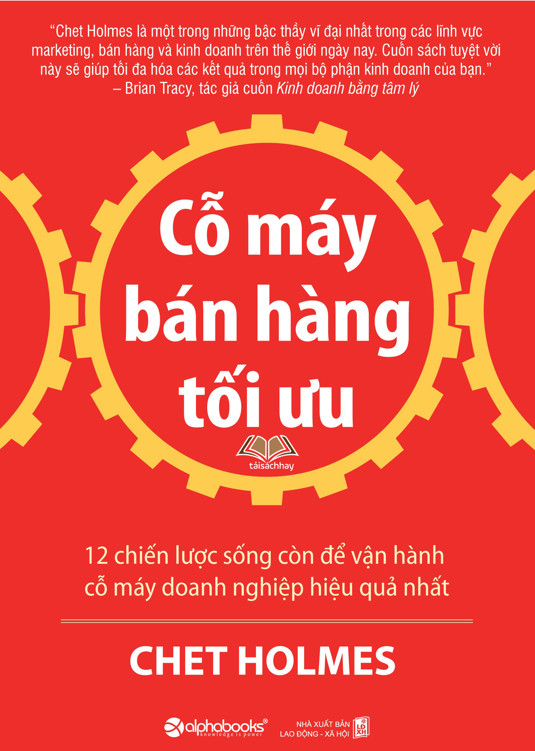 “Chet Holmes là một trong những bậc thầy vĩ đại nhất trong các lĩnh vực
marketing, bán hàng và kinh doanh trên thế giới ngày nay. Cuốn sách tuyệt vời
này sẽ giúp tối đa hóa các kết quả trong mọi bộ phận kinh doanh của bạn.”
– Brian Tracy, tác giả cuốn Kinh doanh bằng tâm lý
Cỗ máy
bán hàng
tối ưu
táisáchhay
12 chiến lược sống còn để vận hành
cỗ máy doanh nghiệp hiệu quả nhất
CHET HOLMES
alphabooks®
knowledge is power
NHÀ XUẤT BẢN
LAO ĐỘNG - XÃ HỘI